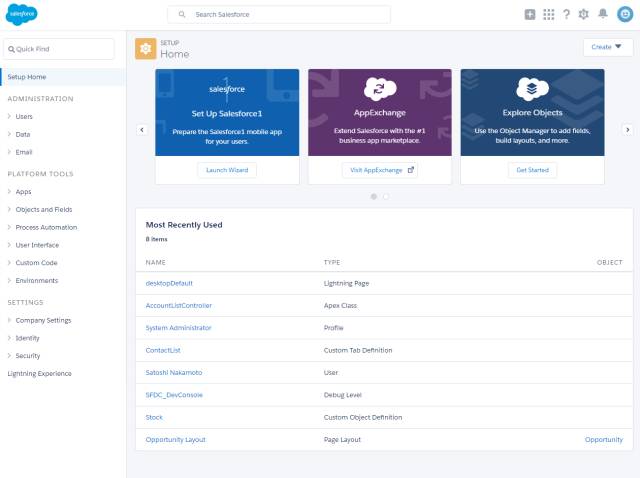 salesforce
Search Salesforce
Quick Find
Setup Home
ADMINISTRATION
Users
Data
Email
PLATFORM TOOLS
Apps
Objects and Fields
Process Automation
User Interface
Custom Code
Environments
SETTINGS
Company Settings
Identity
Security
Lightning Experience
SETUP
Home
Create
salesforce1
Set Up Salesforce1
Prepare the Salesforce1 mobile app
for your users.
Launch Wizard
AppExchange
Extend Salesforce with the #1
business app marketplace.
Visit AppExchange
Explore Objects
Use the Object Manager to add fields,
build layouts, and more.
Get Started
Most Recently Used
8 items
NAME TYPE OBJECT
desktopDefault Lightning Page
AccountListController Apex Class
System Administrator Profile
ContactList Custom Tab Definition
Satoshi Nakamoto User
SFDC_DevConsole Debug Level
Stock Custom Object Definition
Opportunity Layout Page Layout Opportunity